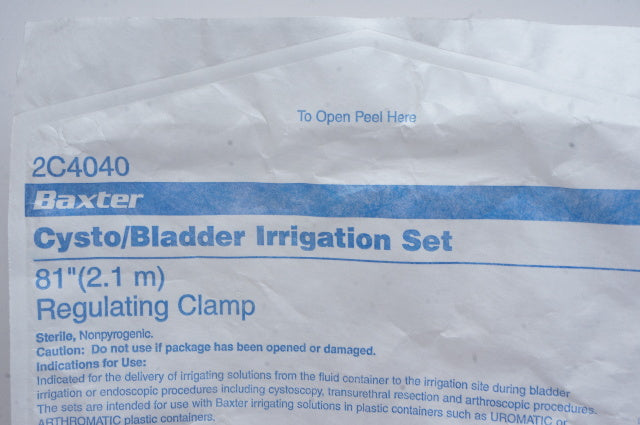 To Open Peel Here
2C4040
Baxter
Cysto/Bladder Irrigation Set
81"(2.1 m)
Regulating Clamp
Sterile, Nonpyrogenic.
Caution: Do not use if package has been opened or damaged.
Indications for Use:
Indicated for the delivery of irrigating solutions from the fluid container to the irrigation site during bladder
irrigation or endoscopic procedures including cystoscopy, transurethral resection and arthroscopic procedures.
The sets are intended for use with Baxter irrigating solutions in plastic containers such as UROMATIC or
ARTHROMATIC plastic containers.